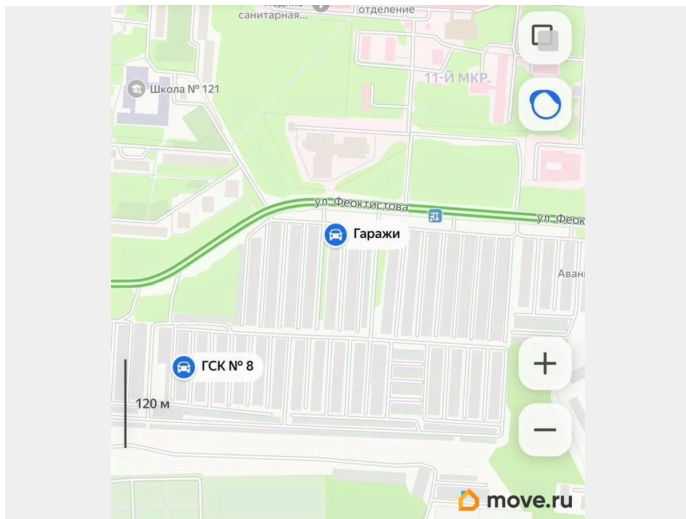 санитарная...
отделение
11-Й МКР.
Школа № 121
ул. Феоктистова
ул. Феок
Гаражи
Аван
ГСК № 8
120 м
move.ru